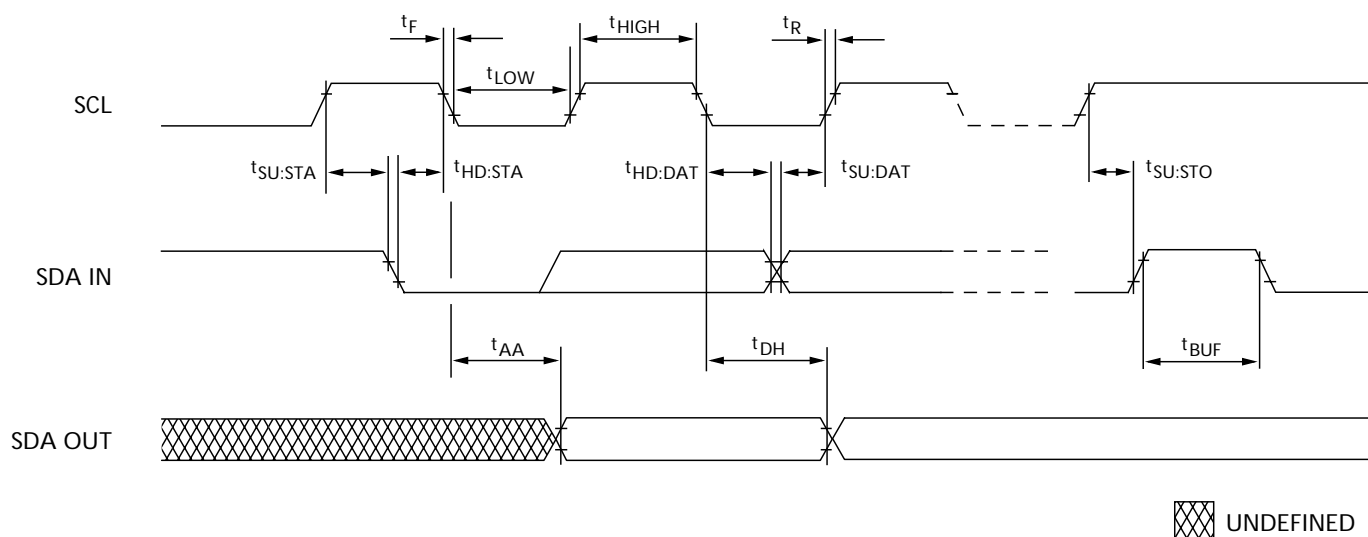 tF
tHIGH
tR
tLOW
SCL
tSU:STA
tHD:STA
tHD:DAT
tSU:DAT
tSU:STO
SDA IN
tAA
tDH
tBUF
SDA OUT
UNDEFINED